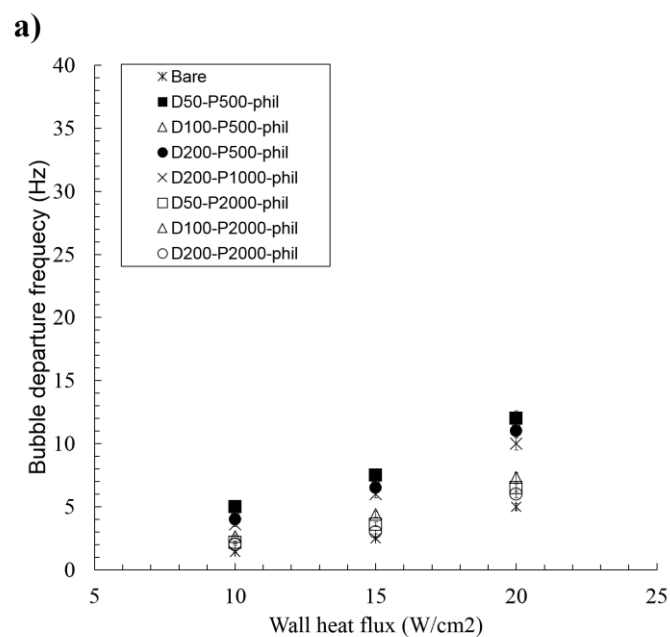 a)
40
35
30
25
20
15
10
5
0
Bubble departure frequecy (Hz)
Bare
D50-P500-phil
D100-P500-phil
D200-P500-phil
D200-P1000-phil
D50-P2000-phil
D100-P2000-phil
D200-P2000-phil
5 10 15 20 25
Wall heat flux (W/cm2)